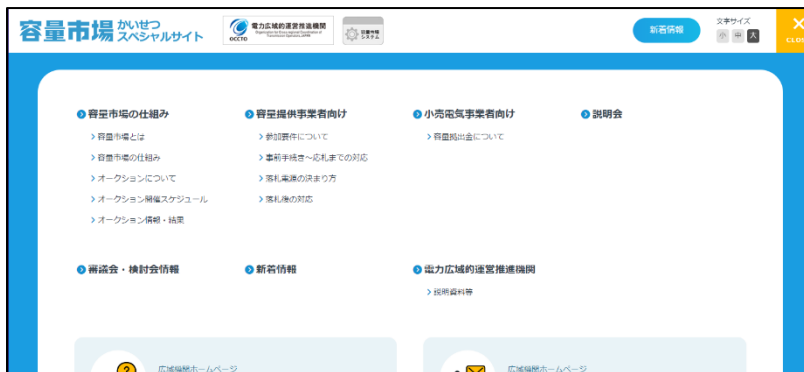 容量市場 かいせつスペシャルサイト
OCCTO 電力広域的運営推進機関
容量市場システム
新着情報
文字サイズ
小 中 大
容量市場の仕組み
容量市場とは
容量市場の仕組み
オークションについて
オークション開催スケジュール
オークション情報・結果
容量提供事業者向け
参加要件について
事前手続き～応札までの対応
落札電源の決まり方
落札後の対応
小売電気事業者向け
容量拠出金について
説明会
審議会・検討会情報
新着情報
電力広域的運営推進機関
説明資料等
広域機関ホームページ
広域機関ホームページ